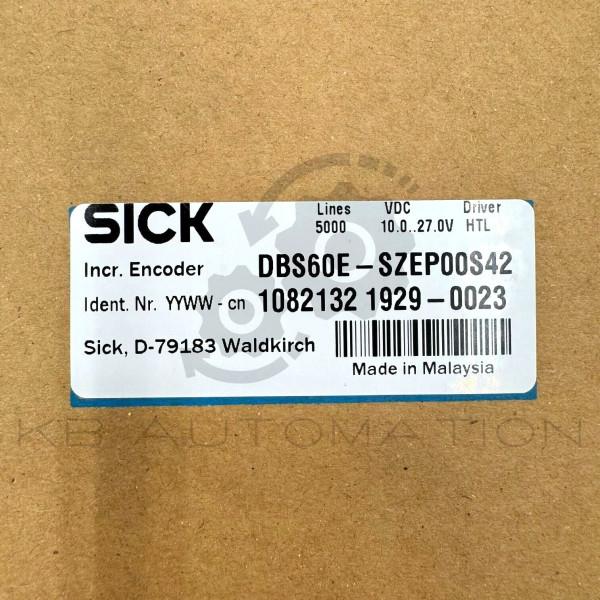 SICK
Lines VDC Driver
5000 10.0..27.0V HTL
Incr. Encoder DBS60E-SZEP00S42
Ident. Nr. YYWW - cn 1082132 1929-0023
Sick, D-79183 Waldkirch
Made in Malaysia
KB AUTOMATION